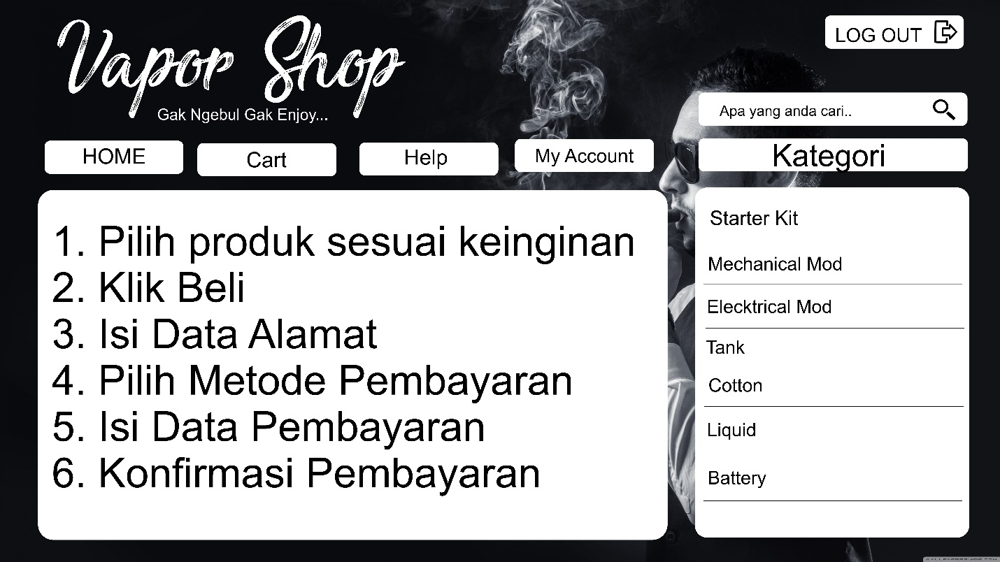 Vapor Shop
Gak Ngebul Gak Enjoy...
LOG OUT
Apa yang anda cari..
HOME
Cart
Help
My Account
Kategori
1. Pilih produk sesuai keinginan
2. Klik Beli
3. Isi Data Alamat
4. Pilih Metode Pembayaran
5. Isi Data Pembayaran
6. Konfirmasi Pembayaran
Starter Kit
Mechanical Mod
Elecktrical Mod
Tank
Cotton
Liquid
Battery